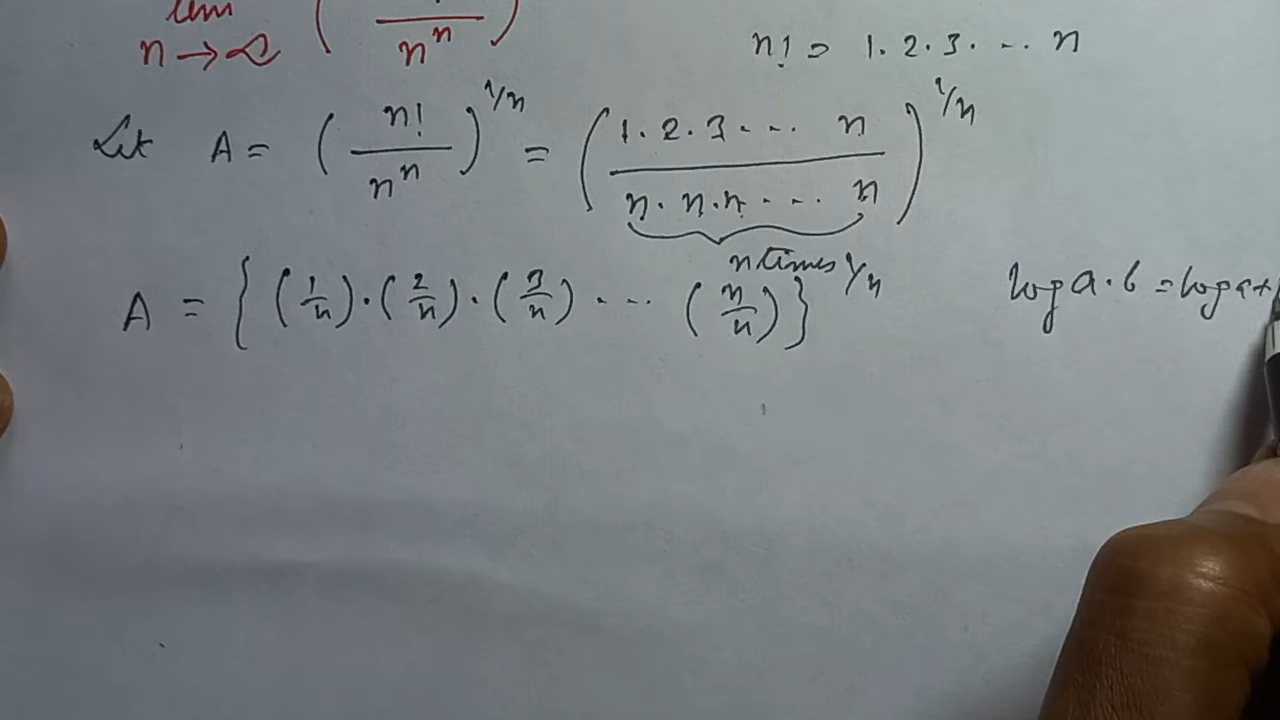 lim n→∞ ( / n^n )
n! = 1.2.3... n
Let A = ( n! / n^n )^1/n = ( 1.2.3... n / n.n.n.... n )^1/n
n times
A = { (1/n).(2/n).(3/n)... (n/n) }^1/n
log a.b = log a+